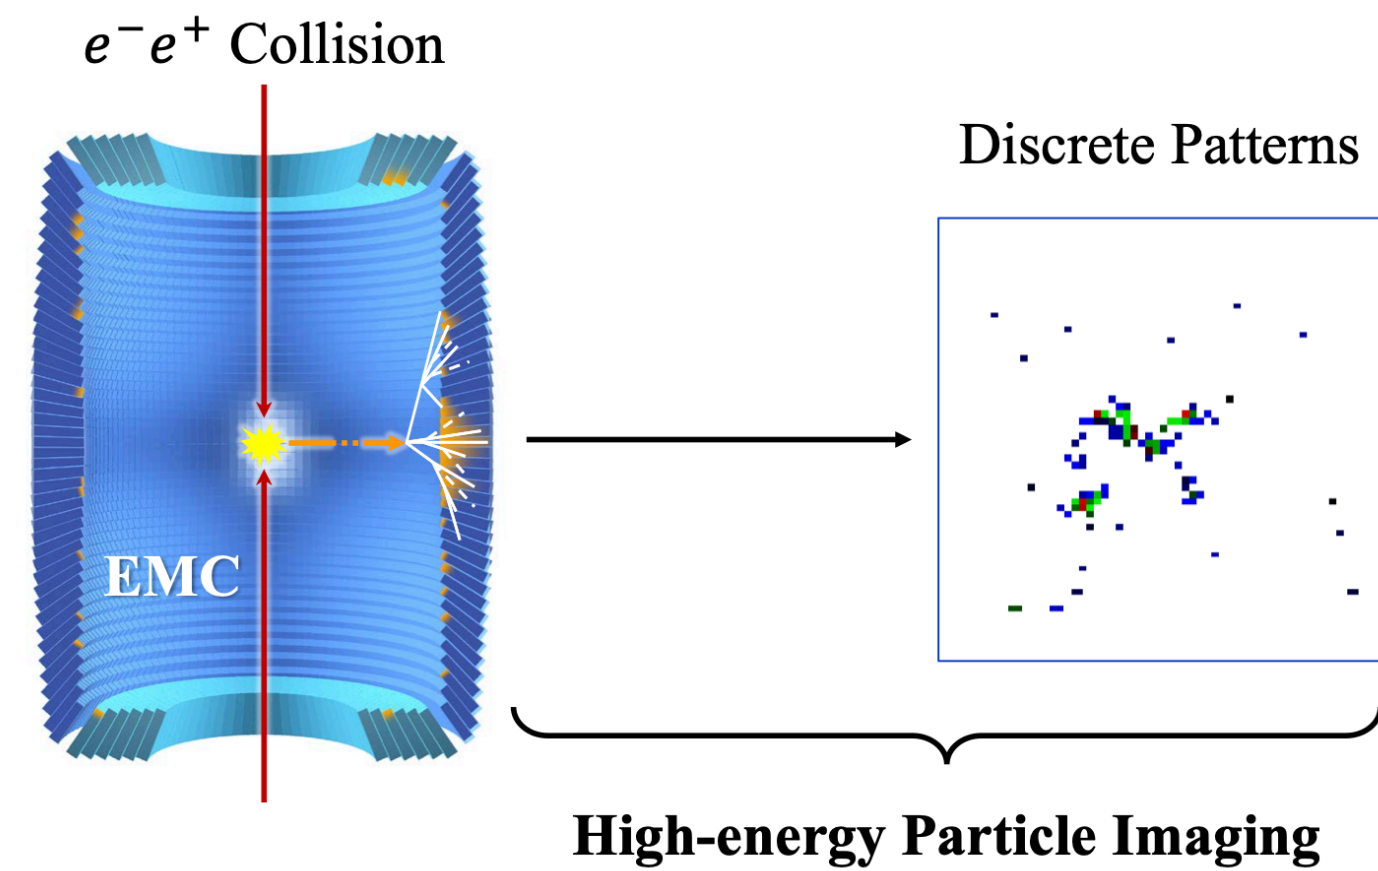 e⁻e⁺ Collision
Discrete Patterns
EMC
High-energy Particle Imaging